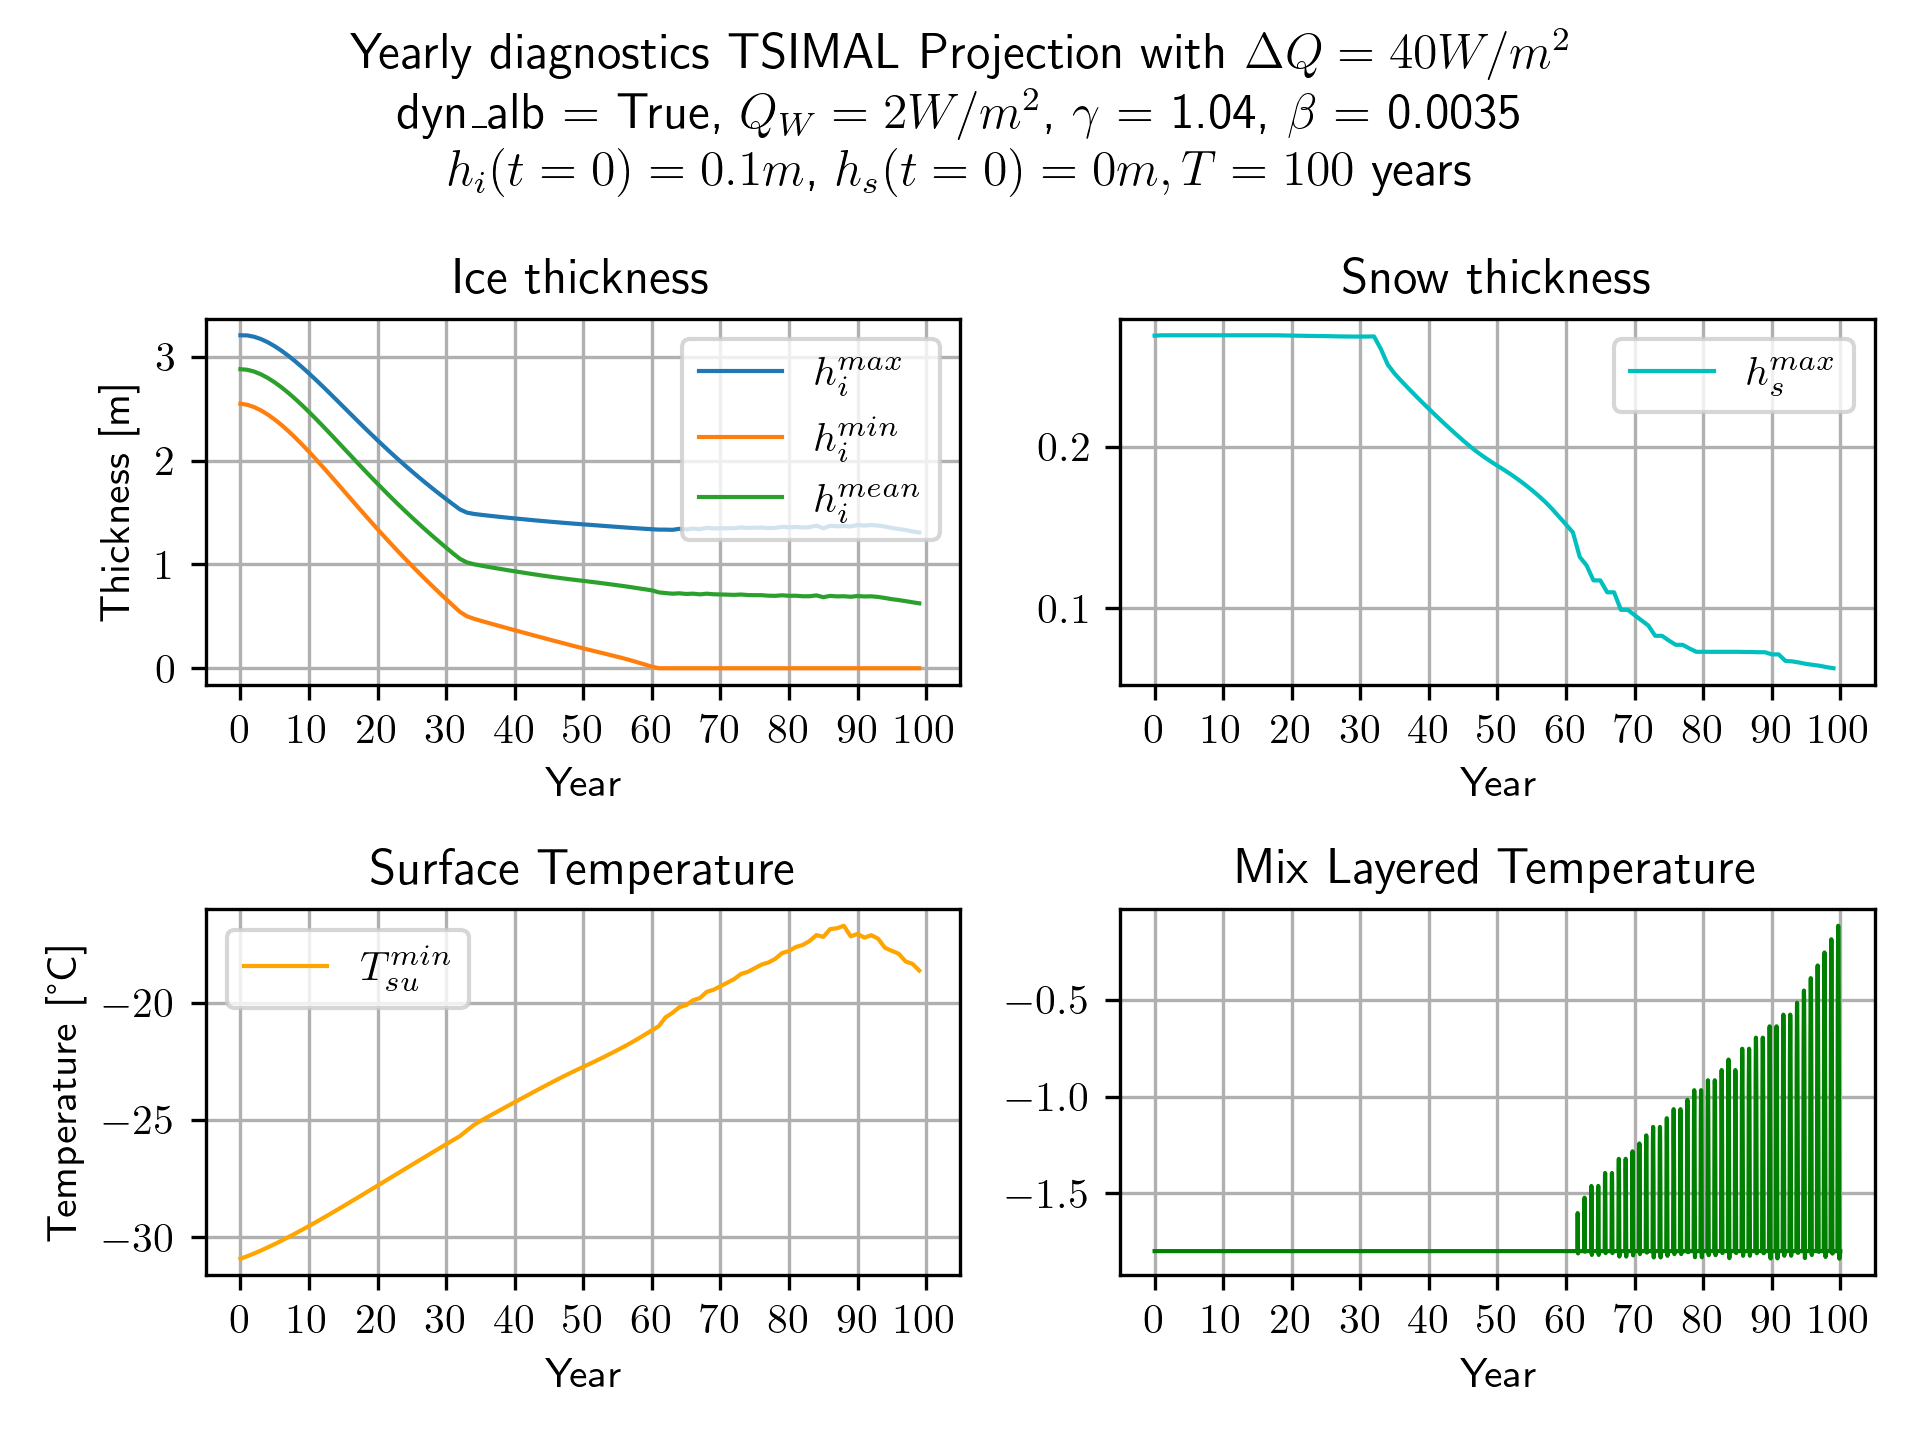 Yearly diagnostics TSIMAL Projection with ΔQ = 40W/m²
dyn_alb = True, Q_W = 2W/m², γ = 1.04, β = 0.0035
h_i(t = 0) = 0.1m, h_s(t = 0) = 0m, T = 100 years
Ice thickness
Thickness [m]
3
2
1
0
h_i^{max}
h_i^{min}
h_i^{mean}
0 10 20 30 40 50 60 70 80 90 100
Year
Snow thickness
0.2
0.1
h_s^{max}
0 10 20 30 40 50 60 70 80 90 100
Year
Surface Temperature
Temperature [°C]
−20
−25
−30
T_{su}^{min}
0 10 20 30 40 50 60 70 80 90 100
Year
Mix Layered Temperature
−0.5
−1.0
−1.5
0 10 20 30 40 50 60 70 80 90 100
Year